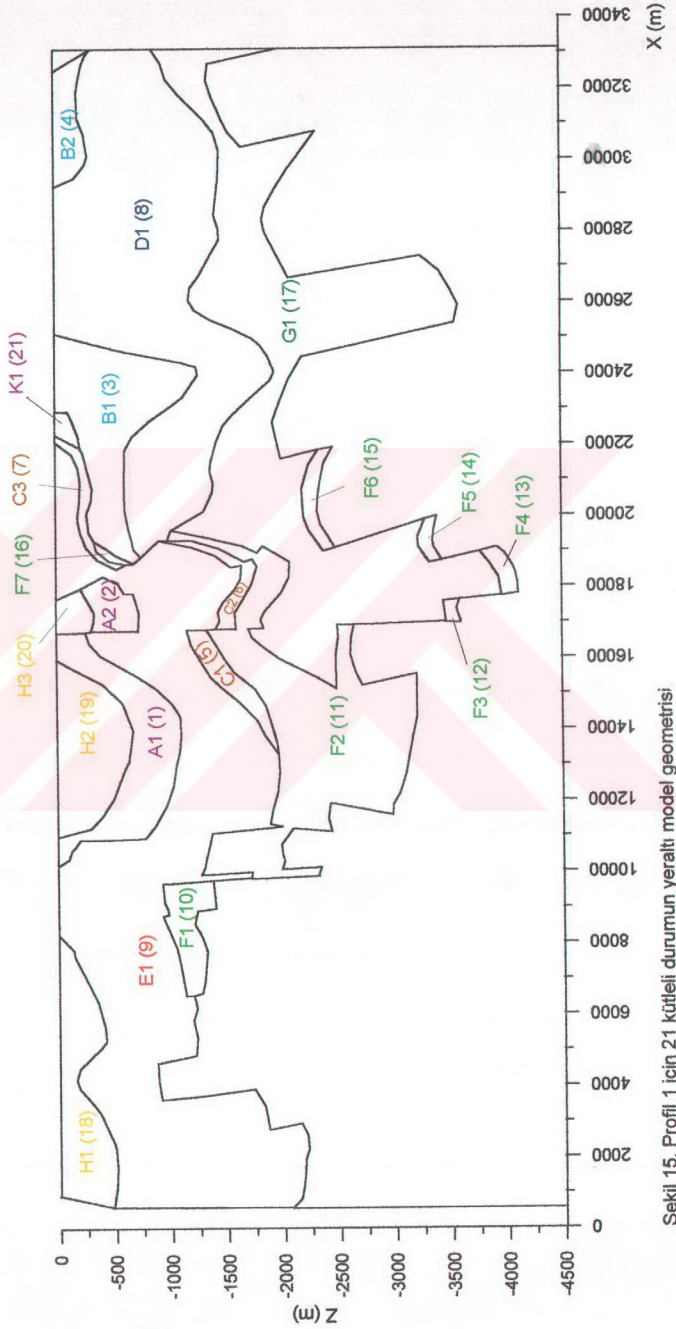 H3 (20)
F7 (16)
C3 (7)
K1 (21)
H1 (18)
H2 (19)
A2 (2)
B1 (3)
B2 (4)
E1 (9)
A1 (1)
D1 (8)
F1 (10)
C1 (5)
C2 (6)
F2 (11)
F6 (15)
G1 (17)
F3 (12)
F4 (13)
F5 (14)
Z (m)
0
-500
-1000
-1500
-2000
-2500
-3000
-3500
-4000
-4500
0
2000
4000
6000
8000
10000
12000
14000
16000
18000
20000
22000
24000
26000
28000
30000
32000
34000
X (m)
Şekil 15. Profil 1 için 21 kütleli durumun yeraltı model geometrisi